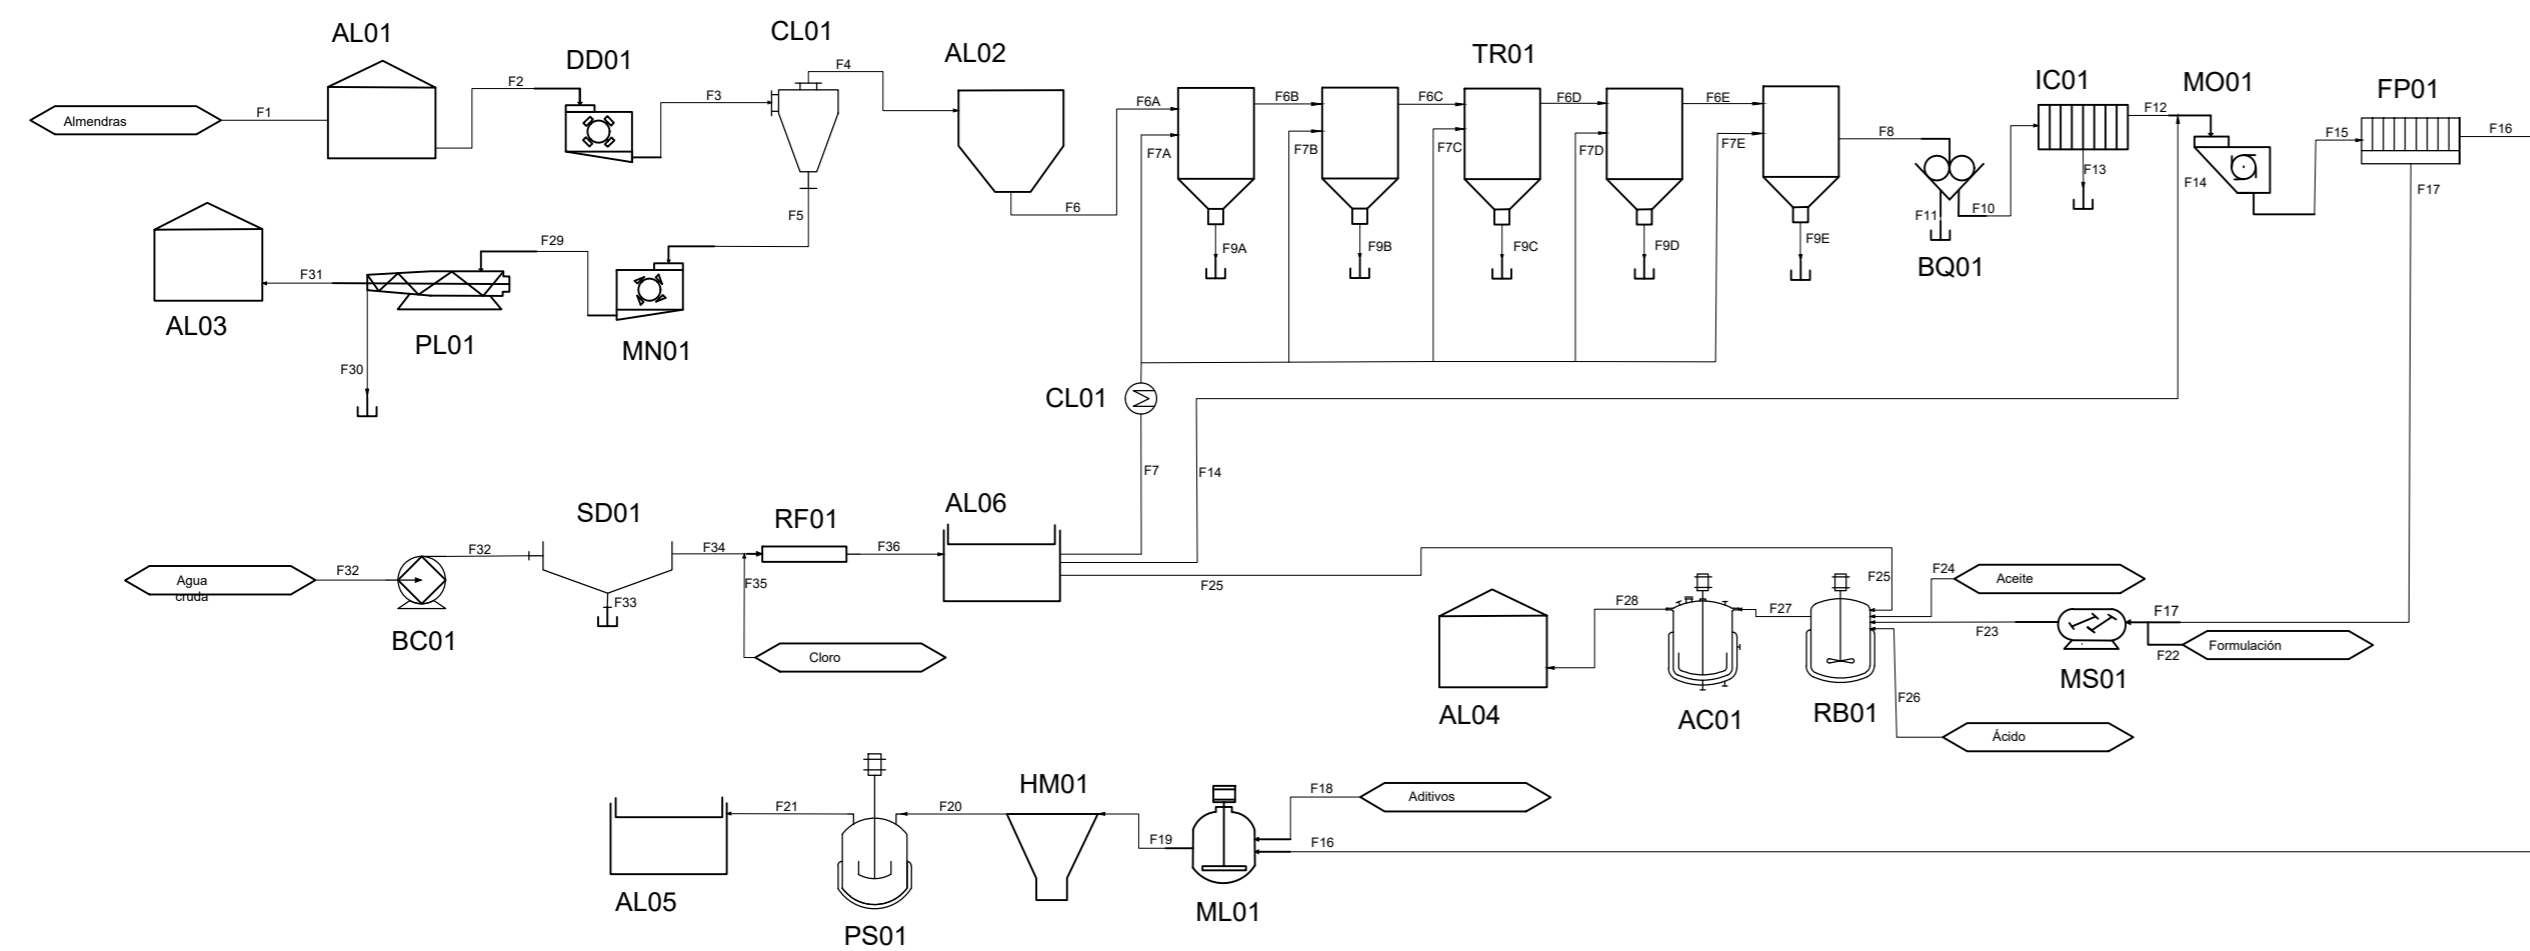 AL01
DD01
CL01
AL02
TR01
IC01
MO01
FP01
Almendras
F1
F2
F3
F4
F5
F6
F6A
F7A
F6B
F7B
F6C
F7C
F6D
F7D
F6E
F7E
F8
F9A
F9B
F9C
F9D
F9E
F11
F10
BQ01
F12
F13
F14
F15
F16
F17
F29
F31
F30
AL03
PL01
MN01
CL01
F7
F14
SD01
RF01
AL06
Agua
cruda
F32
F32
F33
F34
F35
F36
F25
BC01
Cloro
F25
F24
Aceite
F28
F27
F23
F17
F22
Formulación
MS01
F26
Ácido
AL04
AC01
RB01
HM01
F18
Aditivos
F21
F20
F19
F16
AL05
PS01
ML01